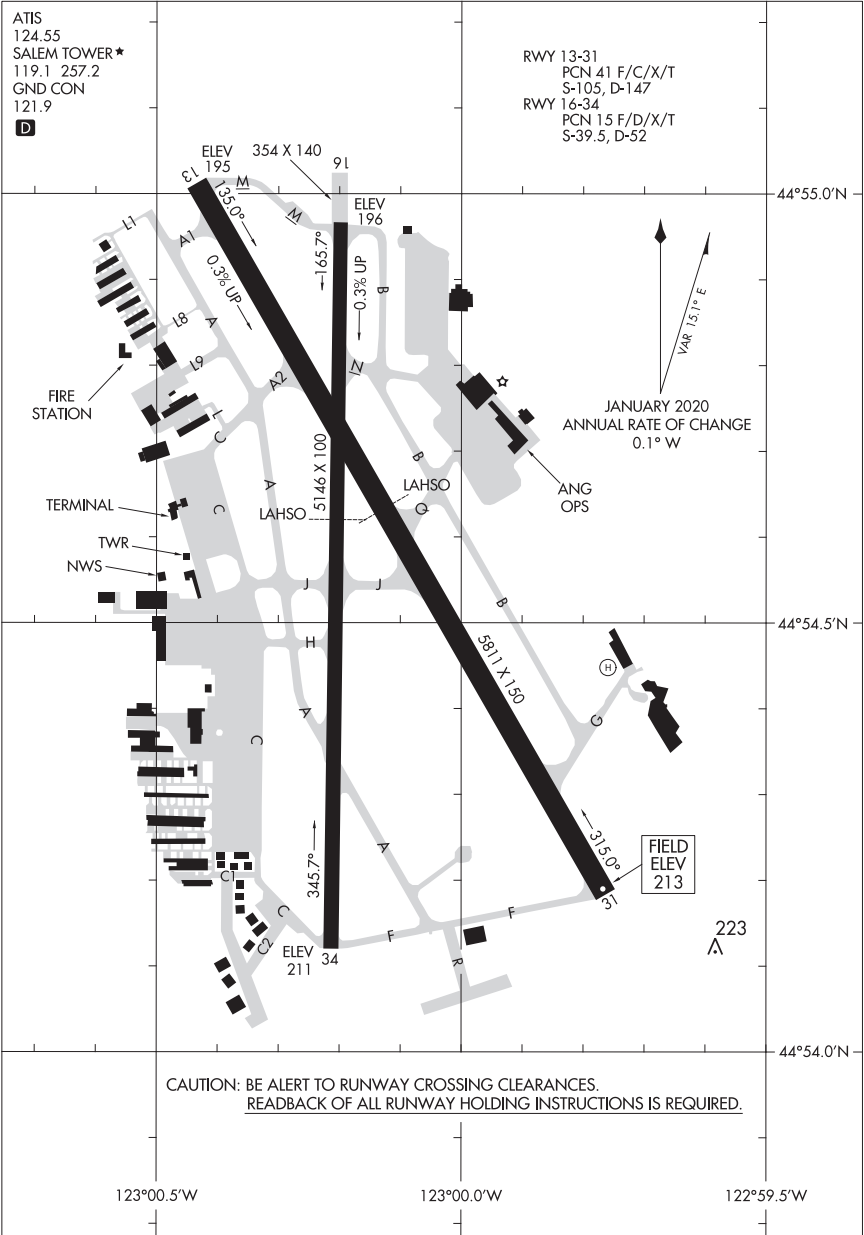 ATIS
124.55
SALEM TOWER★
119.1 257.2
GND CON
121.9
D
RWY 13-31
PCN 41 F/C/X/T
S-105, D-147
RWY 16-34
PCN 15 F/D/X/T
S-39.5, D-52
ELEV
195
354 X 140
16
13
135.0°
M
M
ELEV
196
44°55.0'N
L1
A1
0.3% UP
165.7°
0.3% UP
B
VAR 15.1° E
L8
A
L9
A2
IZ
FIRE
STATION
JANUARY 2020
ANNUAL RATE OF CHANGE
0.1° W
L
C
5146 X 100
B
ANG
OPS
TERMINAL
C
A
LAHSO
LAHSO
Q
TWR
NWS
J
J
B
44°54.5'N
H
5811 X 150
H
A
C
G
345.7°
A
315.0°
FIELD
ELEV
213
C1
31
C
C2
F
F
223
ELEV
211
34
R
44°54.0'N
CAUTION: BE ALERT TO RUNWAY CROSSING CLEARANCES.
READBACK OF ALL RUNWAY HOLDING INSTRUCTIONS IS REQUIRED.
123°00.5'W
123°00.0'W
122°59.5'W